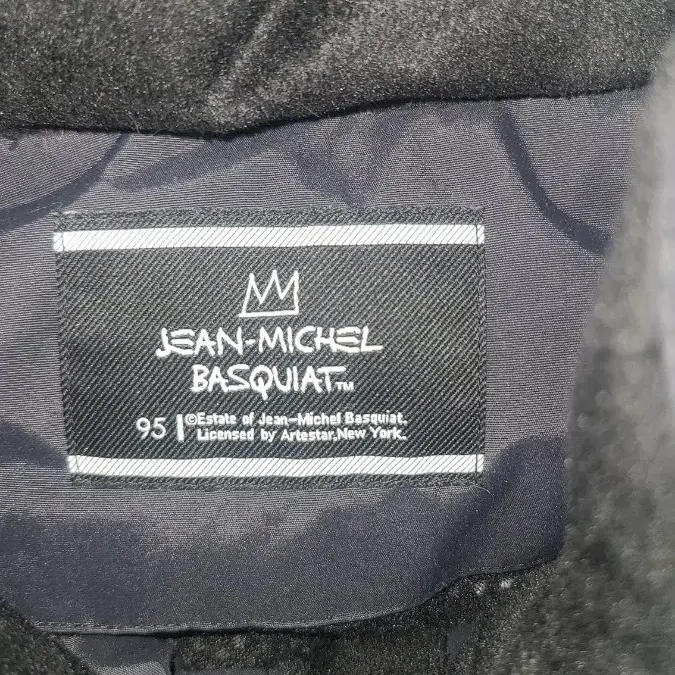 JEAN-MICHEL
BASQUIAT™
95 | ©Estate of Jean-Michel Basquiat.
Licensed by Artestar,New York.